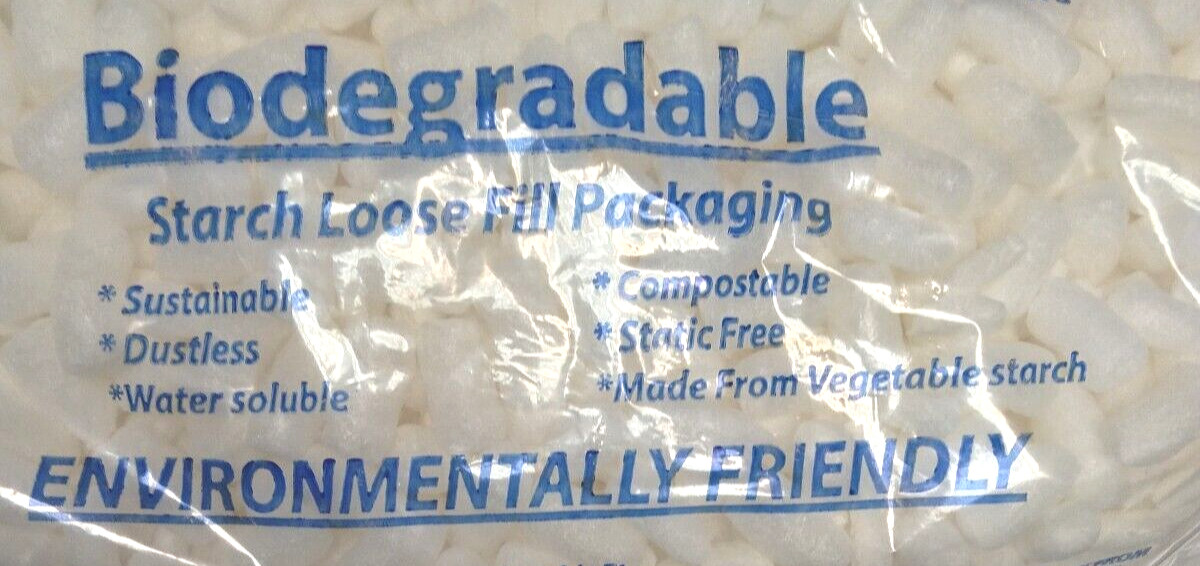 Biodegradable
Starch Loose Fill Packaging
* Sustainable
* Dustless
*Water soluble
* Compostable
* Static Free
*Made From Vegetable starch
ENVIRONMENTALLY FRIENDLY